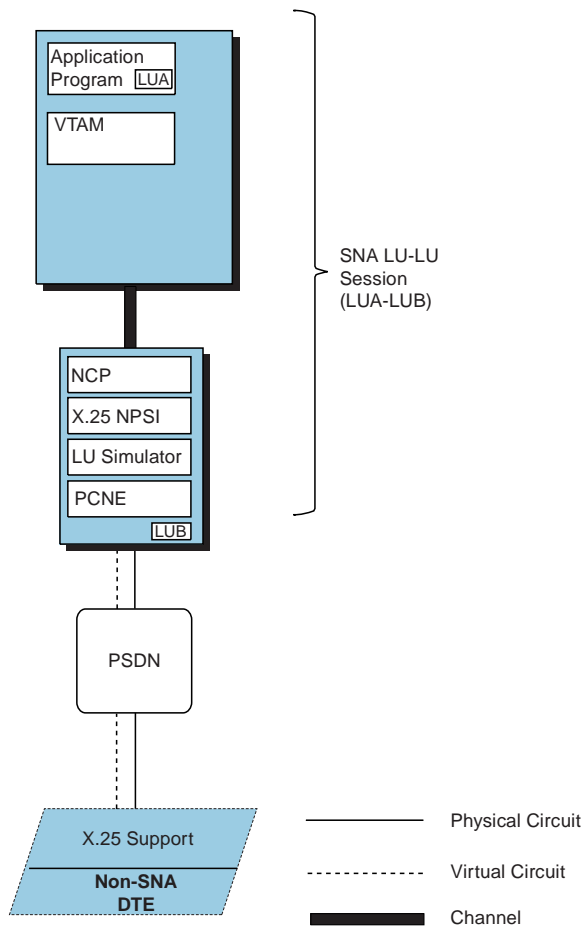 Application
Program LUA
VTAM
SNA LU-LU
Session
(LUA-LUB)
NCP
X.25 NPSI
LU Simulator
PCNE
LUB
PSDN
X.25 Support
Non-SNA
DTE
Physical Circuit
Virtual Circuit
Channel